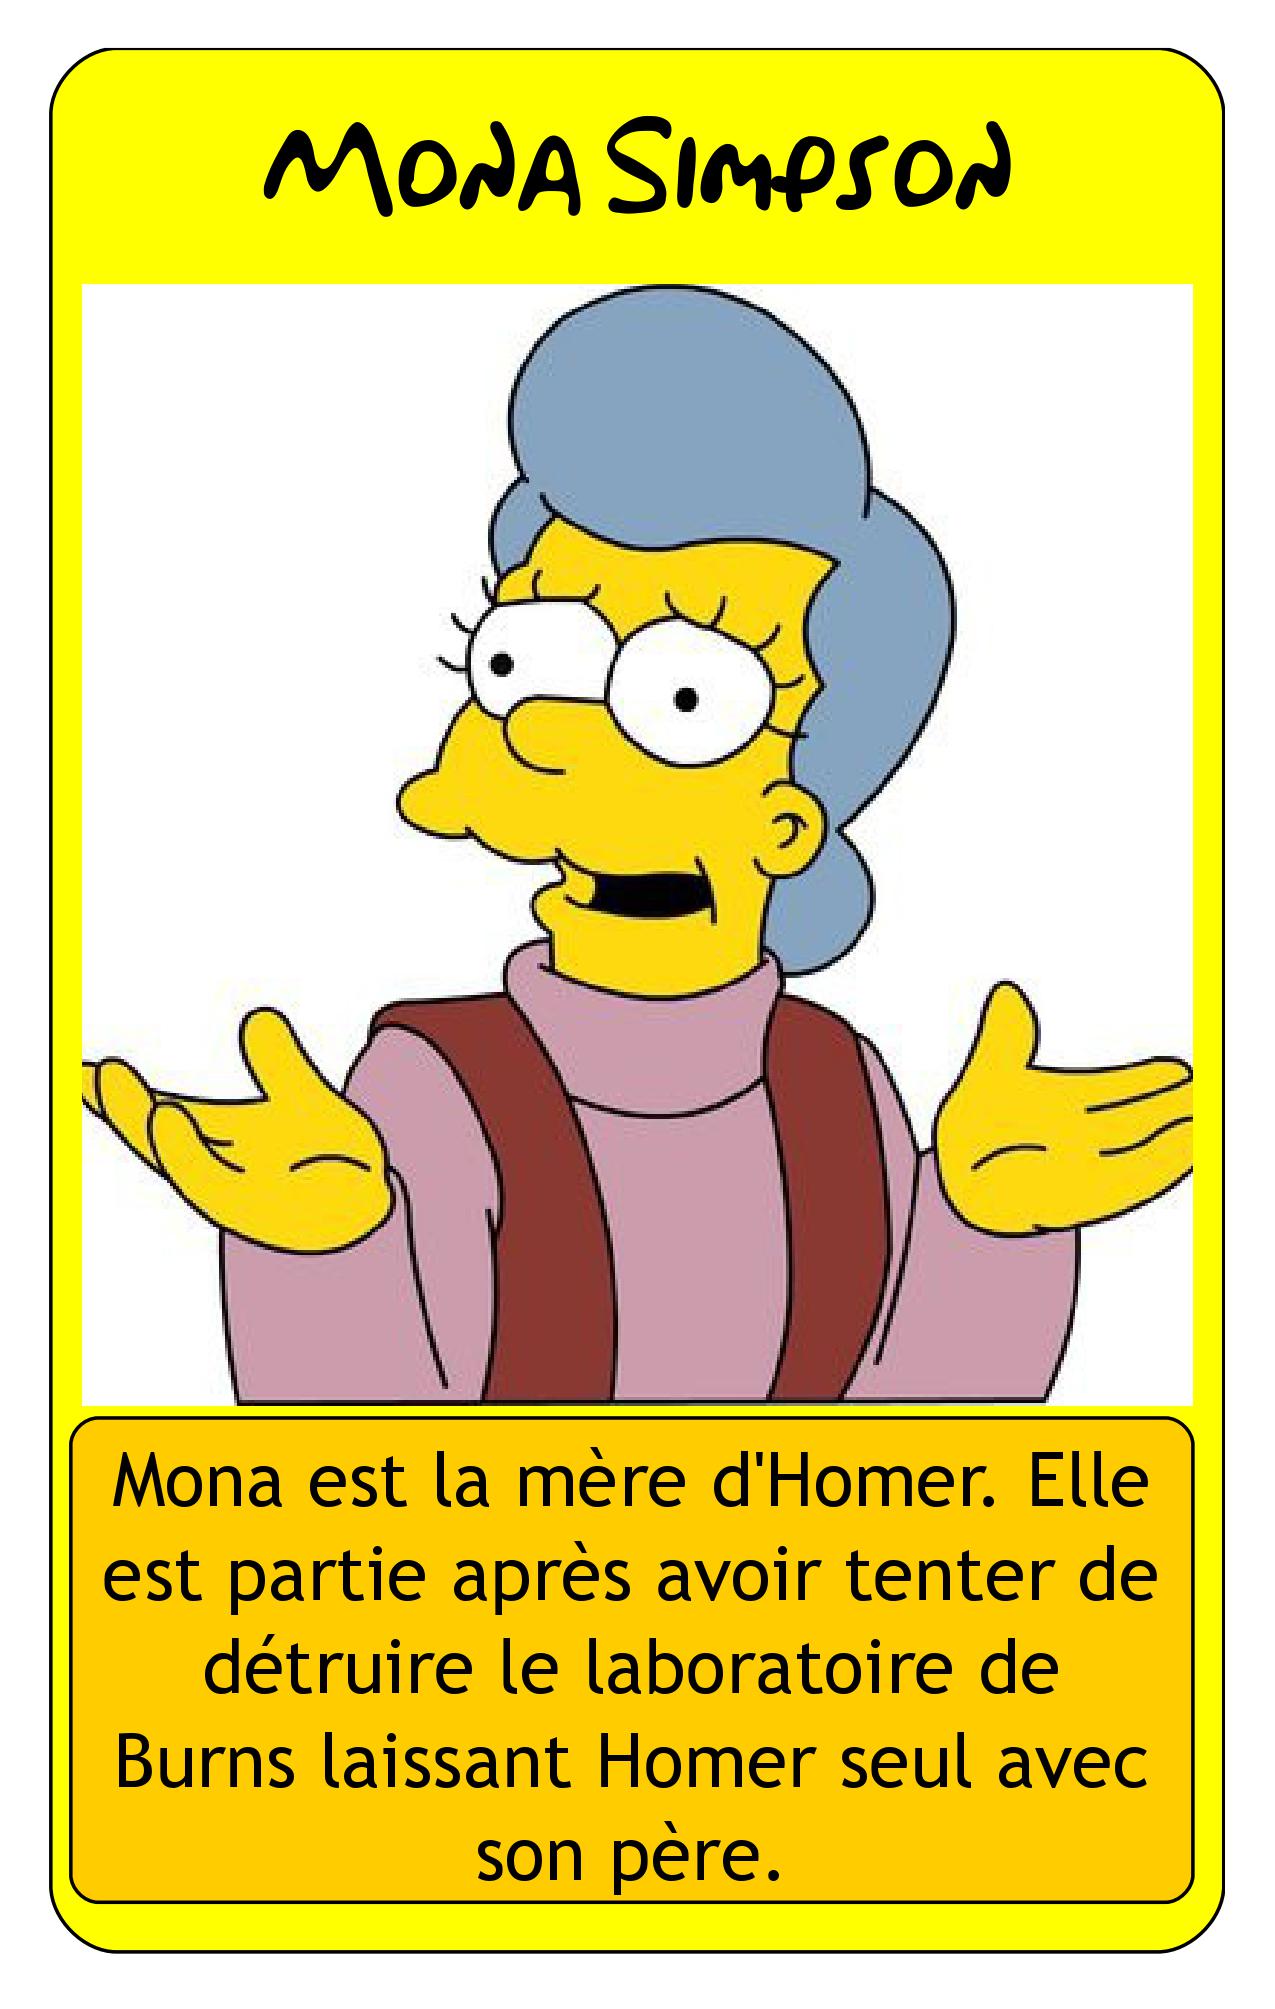 Mona Simpson
Mona est la mère d'Homer. Elle
est partie après avoir tenter de
détruire le laboratoire de
Burns laissant Homer seul avec
son père.